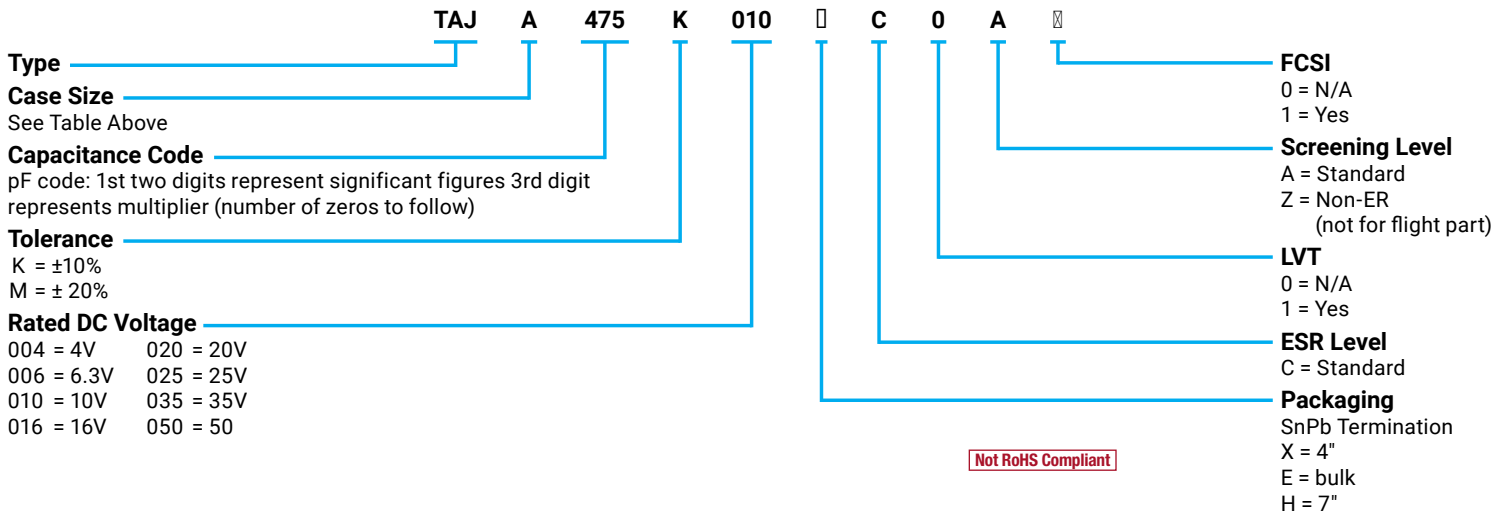 TAJ A 475 K 010 C 0 A
Type
Case Size
See Table Above
Capacitance Code
pF code: 1st two digits represent significant figures 3rd digit
represents multiplier (number of zeros to follow)
Tolerance
K = ±10%
M = ± 20%
Rated DC Voltage
004 = 4V 020 = 20V
006 = 6.3V 025 = 25V
010 = 10V 035 = 35V
016 = 16V 050 = 50
FCSI
0 = N/A
1 = Yes
Screening Level
A = Standard
Z = Non-ER
(not for flight part)
LVT
0 = N/A
1 = Yes
ESR Level
C = Standard
Packaging
SnPb Termination
X = 4"
E = bulk
H = 7"
Not RoHS Compliant